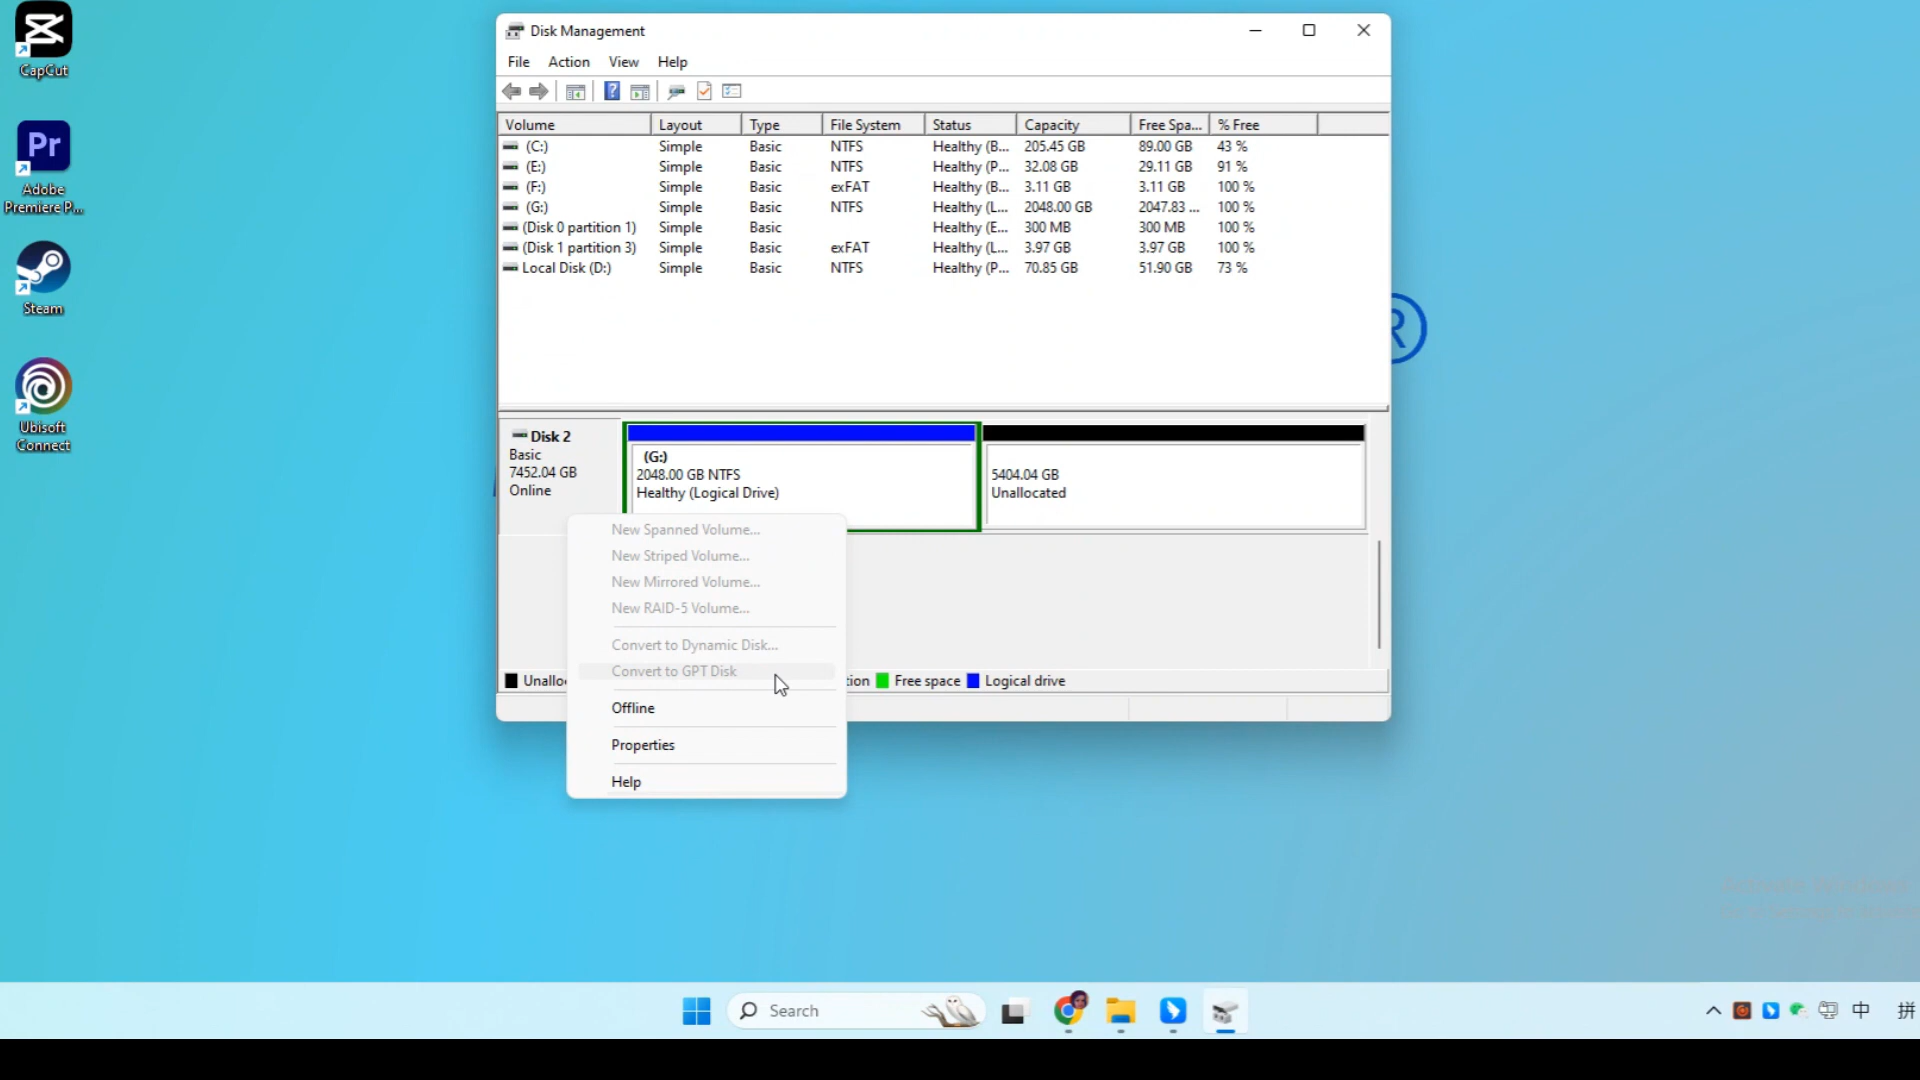 CapCut
Pr
Adobe
Premiere P...
Steam
Ubisoft
Connect
Disk Management
File Action View Help
Volume Layout Type File System Status Capacity Free Spa... % Free
(C:) Simple Basic NTFS Healthy (B... 205.45 GB 89.00 GB 43 %
(E:) Simple Basic NTFS Healthy (P... 32.08 GB 29.11 GB 91 %
(F:) Simple Basic exFAT Healthy (B... 3.11 GB 3.11 GB 100 %
(G:) Simple Basic NTFS Healthy (L... 2048.00 GB 2047.83 ... 100 %
(Disk 0 partition 1) Simple Basic Healthy (E... 300 MB 300 MB 100 %
(Disk 1 partition 3) Simple Basic exFAT Healthy (L... 3.97 GB 3.97 GB 100 %
Local Disk (D:) Simple Basic NTFS Healthy (P... 70.85 GB 51.90 GB 73 %
R
Disk 2
Basic
7452.04 GB
Online
(G:)
2048.00 GB NTFS
Healthy (Logical Drive)
5404.04 GB
Unallocated
New Spanned Volume...
New Striped Volume...
New Mirrored Volume...
New RAID-5 Volume...
Convert to Dynamic Disk...
Convert to GPT Disk
Offline
Properties
Help
Unallo tion Free space Logical drive
Search
中
拼